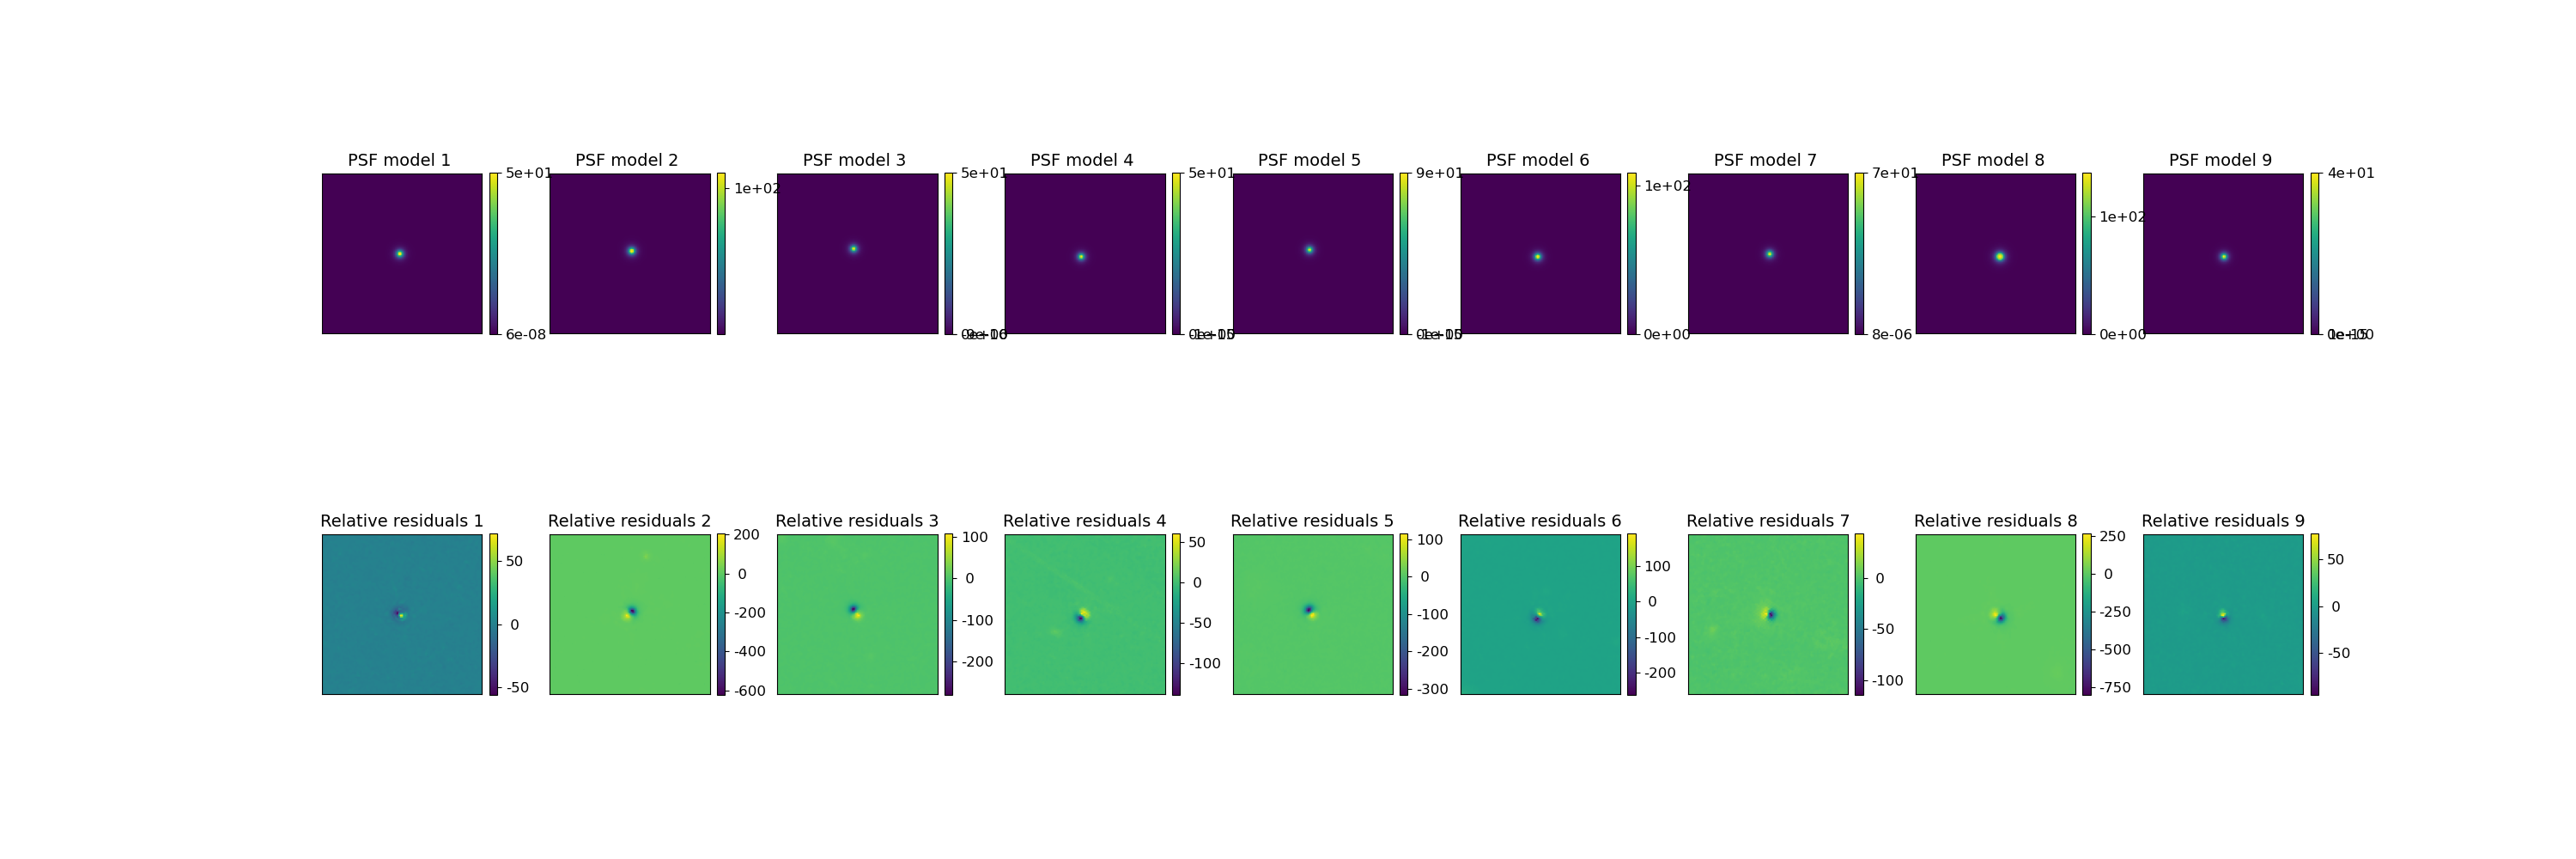 PSF model 1 PSF model 2 PSF model 3 PSF model 4 PSF model 5 PSF model 6 PSF model 7 PSF model 8 PSF model 9
5e+01 5e+01 5e+01 9e+01 7e+01 4e+01
1e+02 1e+02
1e+02
6e-08 0e+00 8e-06 0e+00
Relative residuals 1 Relative residuals 2 Relative residuals 3 Relative residuals 4 Relative residuals 5 Relative residuals 6 Relative residuals 7 Relative residuals 8 Relative residuals 9
50 0 -50
200 0 -200 -400 -600
100 0 -100 -200
50 0 -50 -100
100 0 -100 -200 -300
100 0 -100 -200
0 -50 -100
250 0 -250 -500 -750
50 0 -50